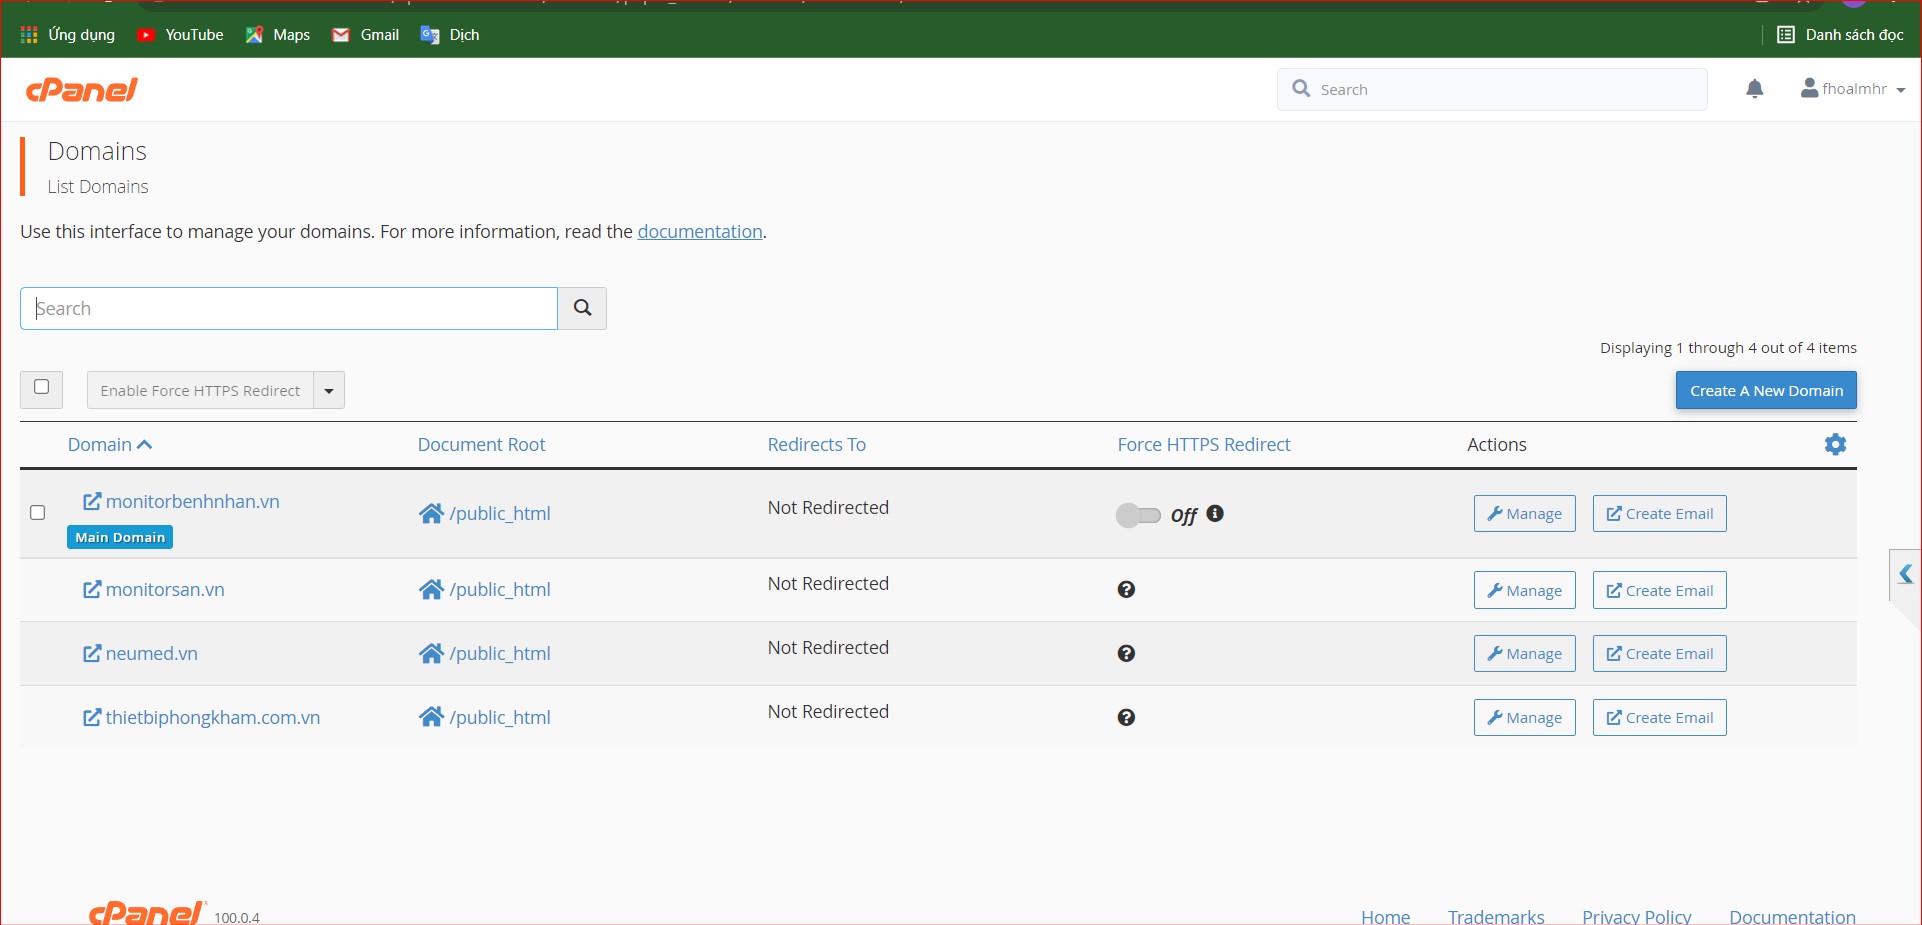 Ứng dụng YouTube Maps Gmail Dịch Danh sách đọc
cPanel Search fhoalmhr
Domains
List Domains
Use this interface to manage your domains. For more information, read the documentation.
Search
Displaying 1 through 4 out of 4 items
Enable Force HTTPS Redirect Create A New Domain
Domain Document Root Redirects To Force HTTPS Redirect Actions
monitorbenhnhan.vn /public_html Not Redirected Off Manage Create Email
Main Domain
monitorsan.vn /public_html Not Redirected Manage Create Email
neumed.vn /public_html Not Redirected Manage Create Email
thietbiphongkham.com.vn /public_html Not Redirected Manage Create Email
cPanel 100.0.4 Home Trademarks Privacy Policy Documentation